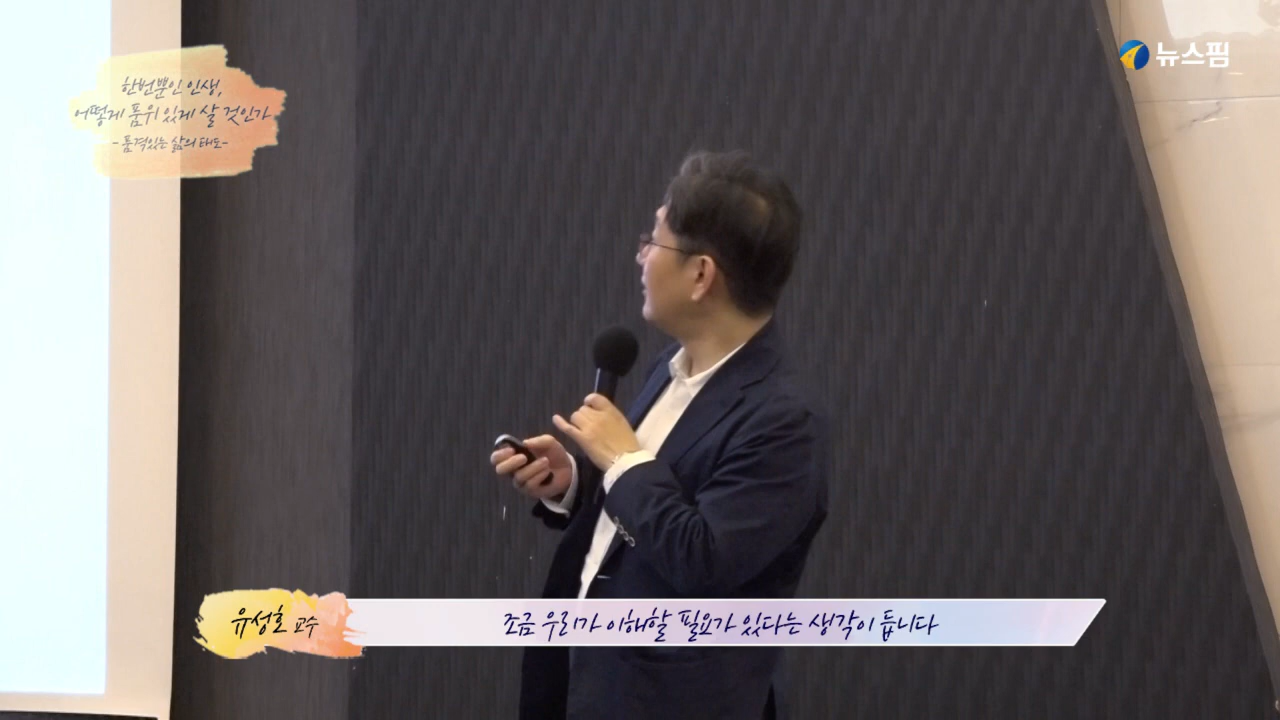 한번뿐인 인생,
어떻게 품위 있게 살 것인가
- 품격있는 삶의 태도-
뉴스핌
유성호 교수
조금 우리가 이해할 필요가 있다는 생각이 듭니다